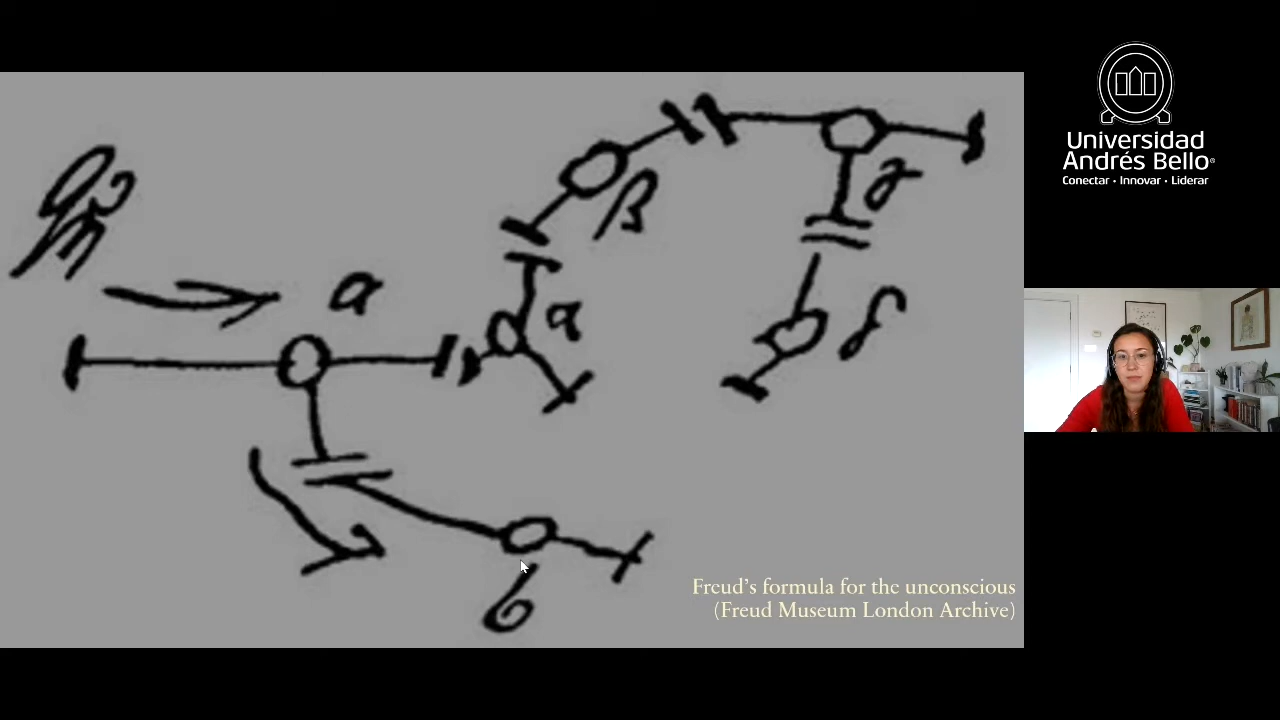 Universidad
Andrés Bello®
Conectar • Innovar • Liderar
a
α
β
γ
δ
b
Freud's formula for the unconscious
(Freud Museum London Archive)